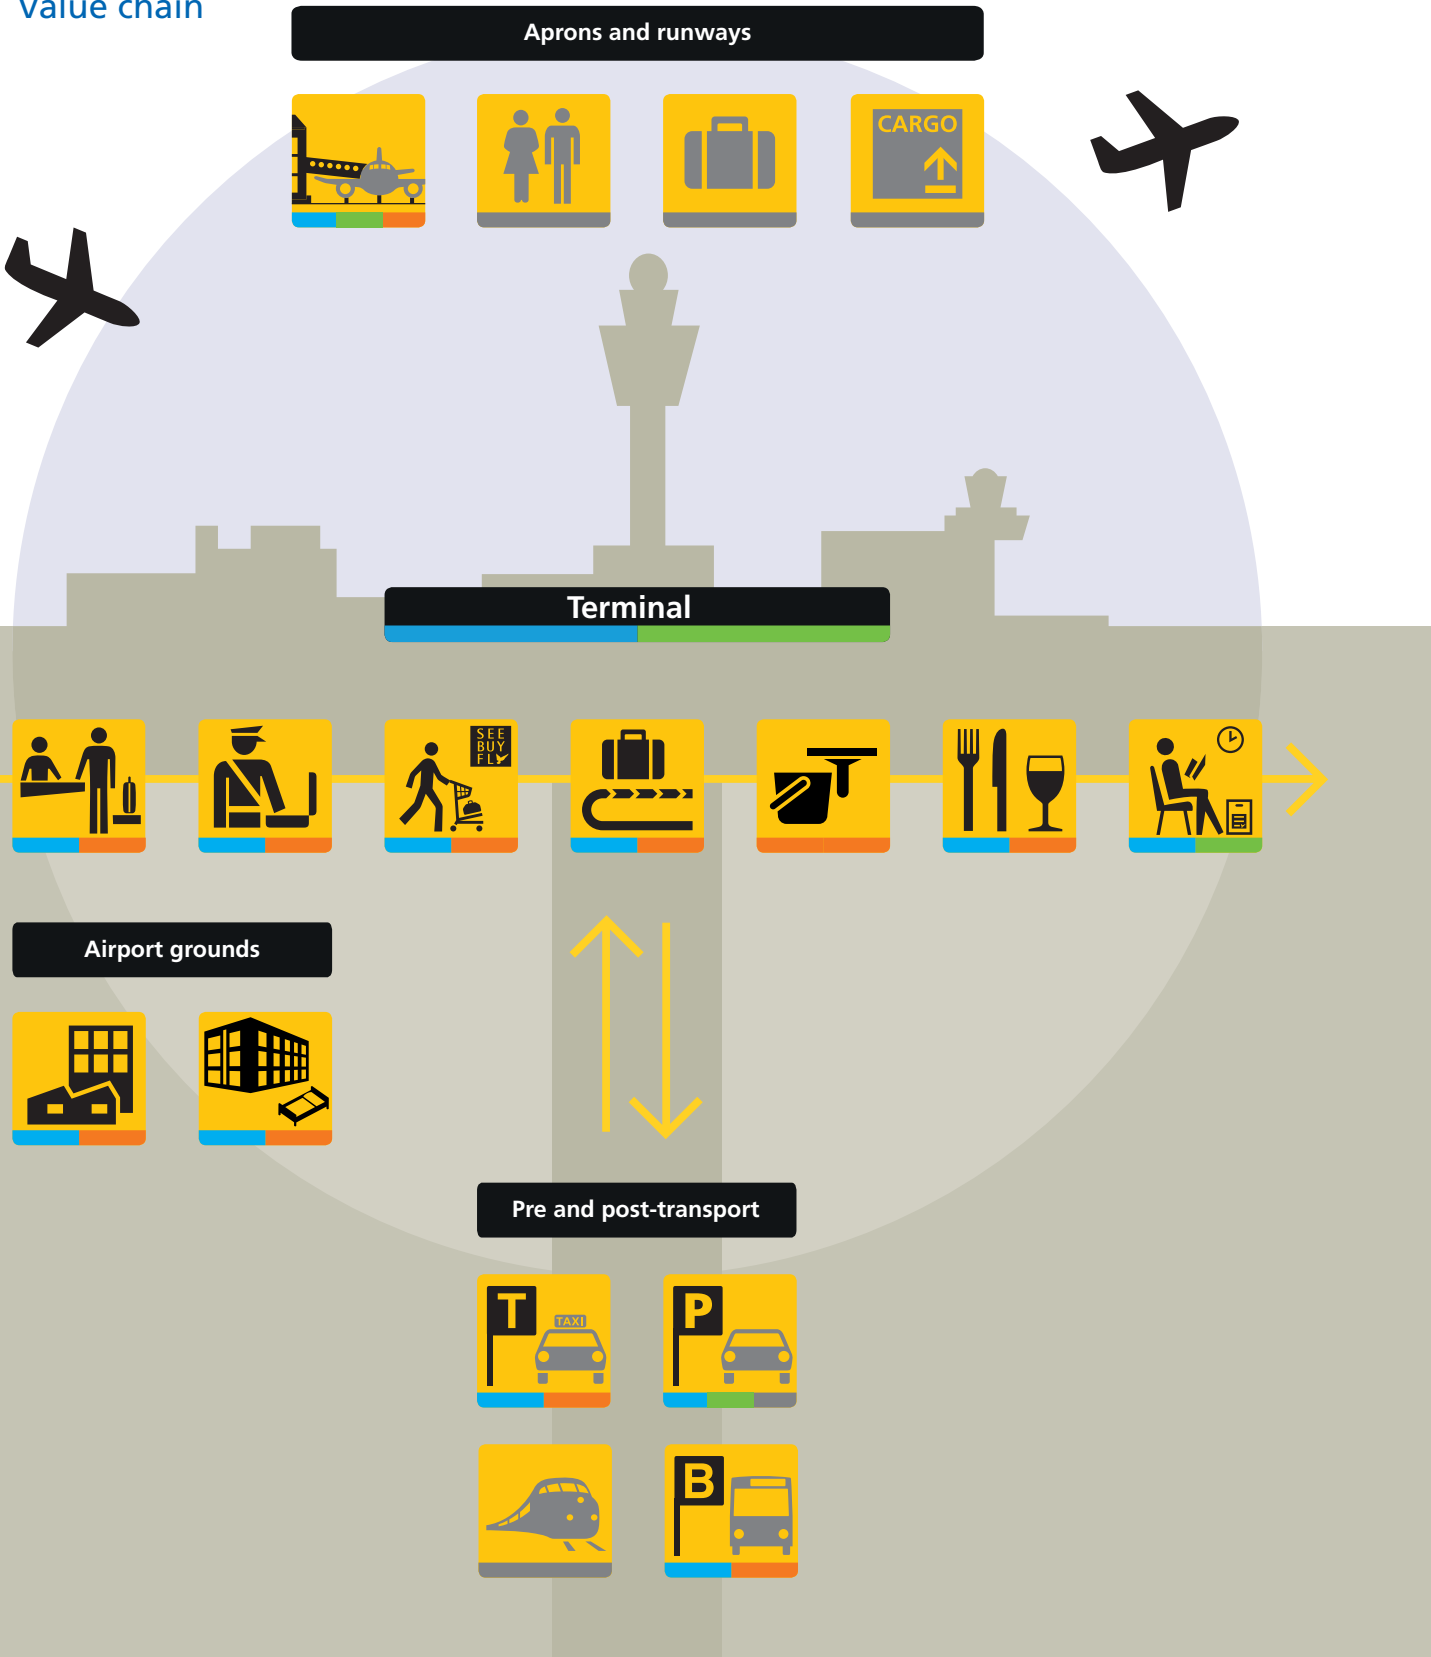 Value chain
Aprons and runways
CARGO
Terminal
SEE
BUY
FLY
Airport grounds
Pre and post-transport
T
TAXI
P
B